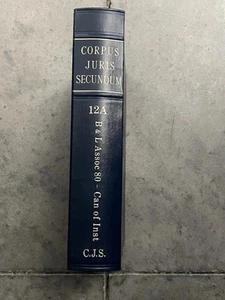 CORPUS
JURIS
SECUNDUM
12A
B & L Assoc 80 - Can of Inst
C.J.S.